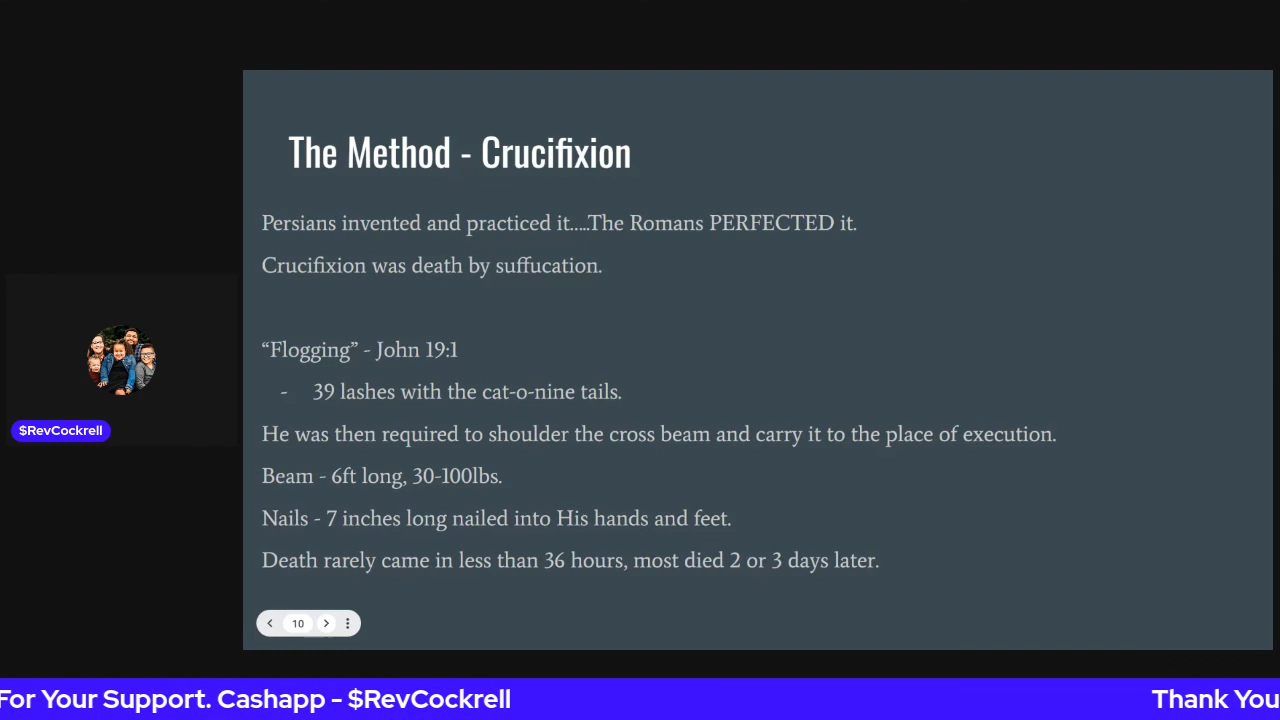 The Method - Crucifixion
Persians invented and practiced it.....The Romans PERFECTED it.
Crucifixion was death by suffucation.
“Flogging” - John 19:1
- 39 lashes with the cat-o-nine tails.
He was then required to shoulder the cross beam and carry it to the place of execution.
Beam - 6ft long, 30-100lbs.
Nails - 7 inches long nailed into His hands and feet.
Death rarely came in less than 36 hours, most died 2 or 3 days later.
$RevCockrell
10
For Your Support. Cashapp - $RevCockrell
Thank You